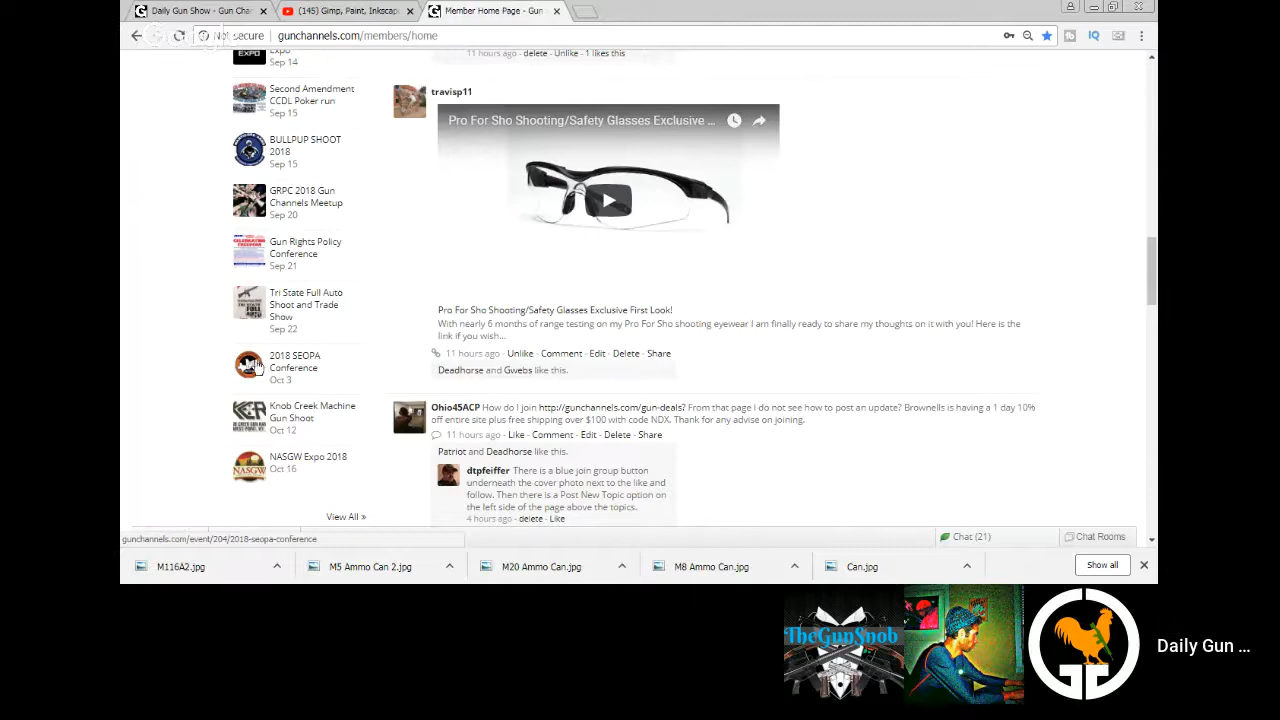 Daily Gun Show - Gun Chan
(145) Gimp, Paint, Inkscap
Member Home Page - Gun
Not secure
gunchannels.com/members/home
Expo
Sep 14
Second Amendment
CCDL Poker run
Sep 15
BULLPUP SHOOT
2018
Sep 15
GRPC 2018 Gun
Channels Meetup
Sep 20
Gun Rights Policy
Conference
Sep 21
Tri State Full Auto
Shoot and Trade
Show
Sep 22
2018 SEOPA
Conference
Oct 3
Knob Creek Machine
Gun Shoot
Oct 12
NASGW Expo 2018
Oct 16
View All »
11 hours ago - delete - Unlike - 1 likes this
travisp11
Pro For Sho Shooting/Safety Glasses Exclusive ...
Pro For Sho Shooting/Safety Glasses Exclusive First Look!
With nearly 6 months of range testing on my Pro For Sho shooting eyewear I am finally ready to share my thoughts on it with you! Here is the
link if you wish...
11 hours ago - Unlike - Comment - Edit - Delete - Share
Deadhorse and Gwebs like this.
Ohio45ACP How do I join http://gunchannels.com/gun-deals? From that page I do not see how to post an update? Brownells is having a 1 day 10%
off entire site plus free shipping over $100 with code NDX. Thank for any advise on joining.
11 hours ago - Like - Comment - Edit - Delete - Share
Patriot and Deadhorse like this.
dtpfeiffer There is a blue join group button
underneath the cover photo next to the like and
follow. Then there is a Post New Topic option on
the left side of the page above the topics.
4 hours ago - delete - Like
gunchannels.com/event/204/2018-seopa-conference
Chat (21)
Chat Rooms
M116A2.jpg
M5 Ammo Can 2.jpg
M20 Ammo Can.jpg
M8 Ammo Can.jpg
Can.jpg
Show all
TheGunSnob
Daily Gun ...